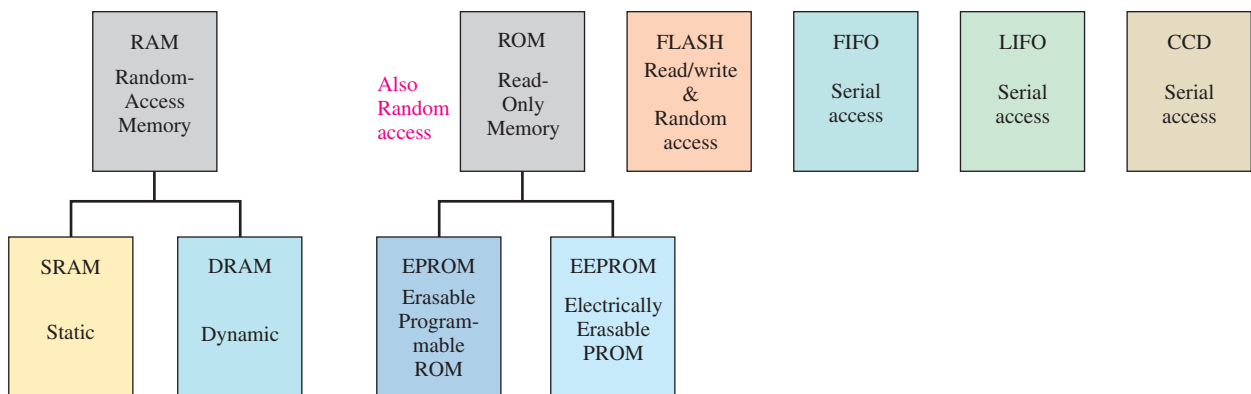 RAM
Random-
Access
Memory
Also
Random
access
ROM
Read-
Only
Memory
FLASH
Read/write
&
Random
access
FIFO
Serial
access
LIFO
Serial
access
CCD
Serial
access
SRAM
Static
DRAM
Dynamic
EPROM
Erasable
Program-
mable
ROM
EEPROM
Electrically
Erasable
PROM